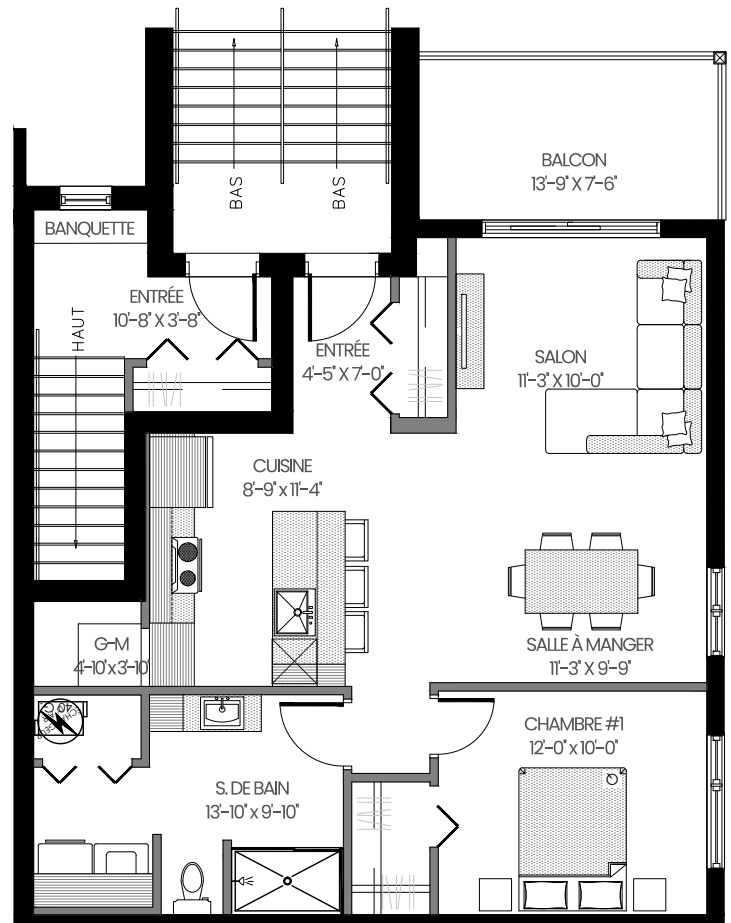 BAS
BAS
BALCON
13'-9" X 7'-6"
BANQUETTE
ENTRÉE
10'-8" X 3'-8"
HAUT
ENTRÉE
4'-5" X 7'-0"
SALON
11'-3" X 10'-0"
CUISINE
8'-9" x 11'-4"
G-M
4'-10"x3'-10"
SALLE À MANGER
11'-3" X 9'-9"
CHAMBRE #1
12'-0" x 10'-0"
S. DE BAIN
13'-10" x 9'-10"